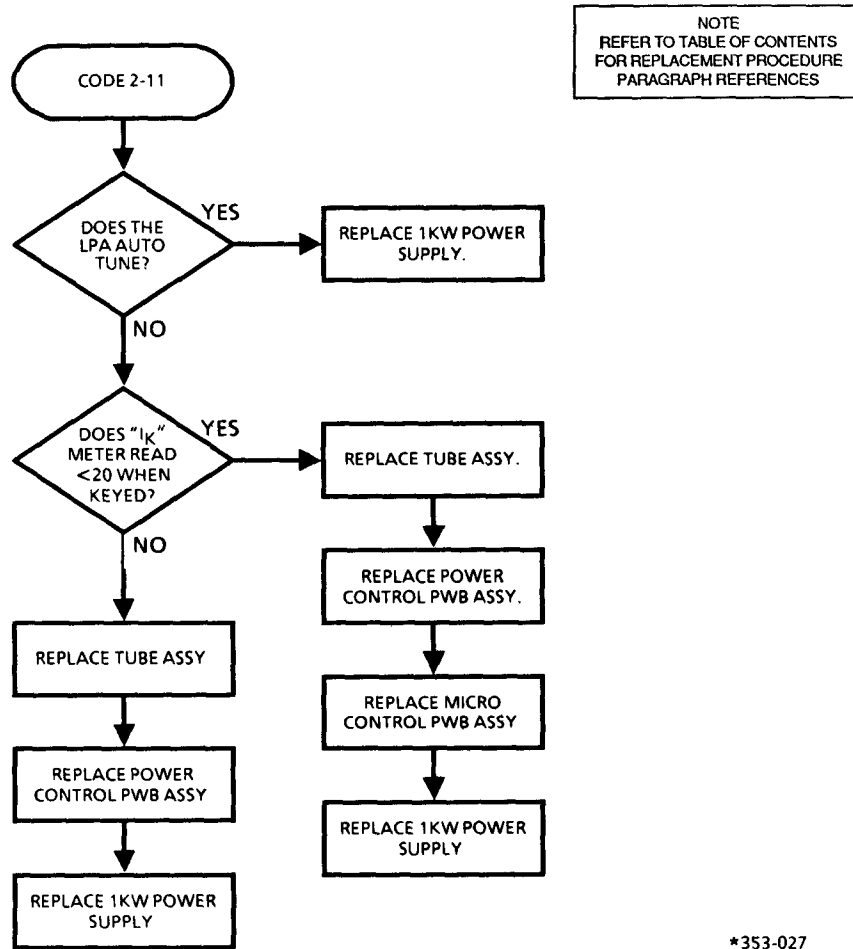 NOTE
REFER TO TABLE OF CONTENTS
FOR REPLACEMENT PROCEDURE
PARAGRAPH REFERENCES
CODE 2-11
DOES THE
LPA AUTO
TUNE?
YES
REPLACE 1KW POWER
SUPPLY.
NO
DOES "IK"
METER READ
<20 WHEN
KEYED?
YES
REPLACE TUBE ASSY.
REPLACE POWER
CONTROL PWB ASSY.
REPLACE MICRO
CONTROL PWB ASSY
REPLACE 1KW POWER
SUPPLY
NO
REPLACE TUBE ASSY
REPLACE POWER
CONTROL PWB ASSY
REPLACE 1KW POWER
SUPPLY
*353-027